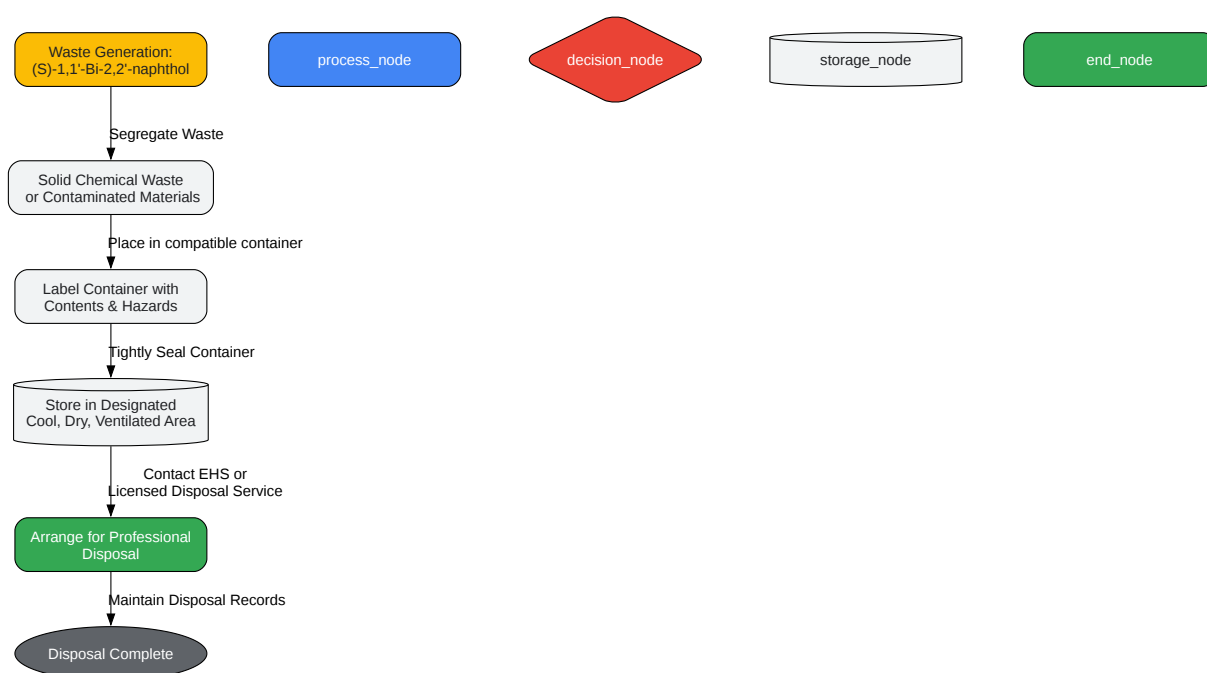 Waste Generation:
(S)-1,1'-Bi-2,2'-naphthol
process_node
decision_node
storage_node
end_node
Segregate Waste
Solid Chemical Waste
or Contaminated Materials
Place in compatible container
Label Container with
Contents & Hazards
Tightly Seal Container
Store in Designated
Cool, Dry, Ventilated Area
Contact EHS or
Licensed Disposal Service
Arrange for Professional
Disposal
Maintain Disposal Records
Disposal Complete